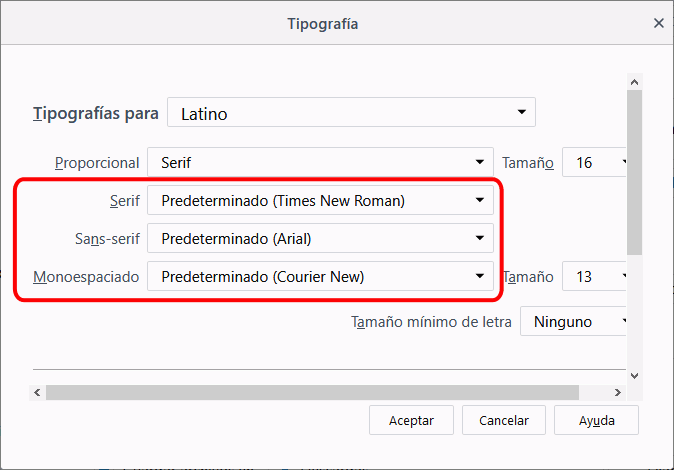 Tipografía
Tipografías para Latino
Proporcional Serif Tamaño 16
Serif Predeterminado (Times New Roman)
Sans-serif Predeterminado (Arial)
Monoespaciado Predeterminado (Courier New) Tamaño 13
Tamaño mínimo de letra Ninguno
Aceptar Cancelar Ayuda